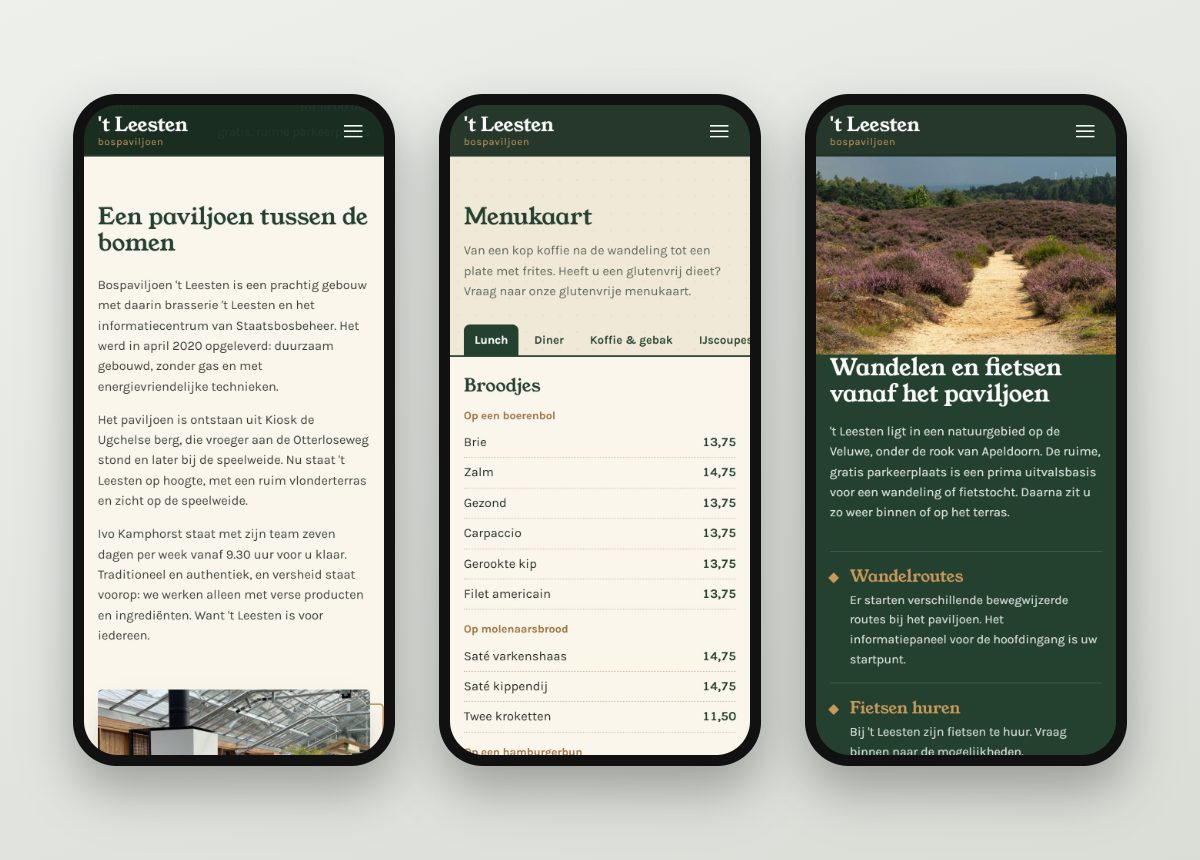 't Leesten
bospaviljoen
Een paviljoen tussen de
bomen
Bospaviljoen 't Leesten is een prachtig gebouw
met daarin brasserie 't Leesten en het
informatiecentrum van Staatsbosbeheer. Het
werd in april 2020 opgeleverd: duurzaam
gebouwd, zonder gas en met
energievriendelijke technieken.
Het paviljoen is ontstaan uit Kiosk de
Ugchelse berg, die vroeger aan de Otterloseweg
stond en later bij de speelweide. Nu staat 't
Leesten op hoogte, met een ruim vlonderterras
en zicht op de speelweide.
Ivo Kamphorst staat met zijn team zeven
dagen per week vanaf 9.30 uur voor u klaar.
Traditioneel en authentiek, en versheid staat
voorop: we werken alleen met verse producten
en ingrediënten. Want 't Leesten is voor
iedereen.
't Leesten
bospaviljoen
Menukaart
Van een kop koffie na de wandeling tot een
plate met frites. Heeft u een glutenvrij dieet?
Vraag naar onze glutenvrije menukaart.
Lunch Diner Koffie & gebak IJscoupes
Broodjes
Op een boerenbol
Brie 13,75
Zalm 14,75
Gezond 13,75
Carpaccio 13,75
Gerookte kip 13,75
Filet americain 13,75
Op molenaarsbrood
Saté varkenshaas 14,75
Saté kippendij 14,75
Twee kroketten 11,50
Op een hamburgerbun
't Leesten
bospaviljoen
Wandelen en fietsen
vanaf het paviljoen
't Leesten ligt in een natuurgebied op de
Veluwe, onder de rook van Apeldoorn. De ruime,
gratis parkeerplaats is een prima uitvalsbasis
voor een wandeling of fietstocht. Daarna zit u
zo weer binnen of op het terras.
Wandelroutes
Er starten verschillende bewegwijzerde
routes bij het paviljoen. Het
informatiepaneel voor de hoofdingang is uw
startpunt.
Fietsen huren
Bij 't Leesten zijn fietsen te huur. Vraag
binnen naar de mogelijkheden.